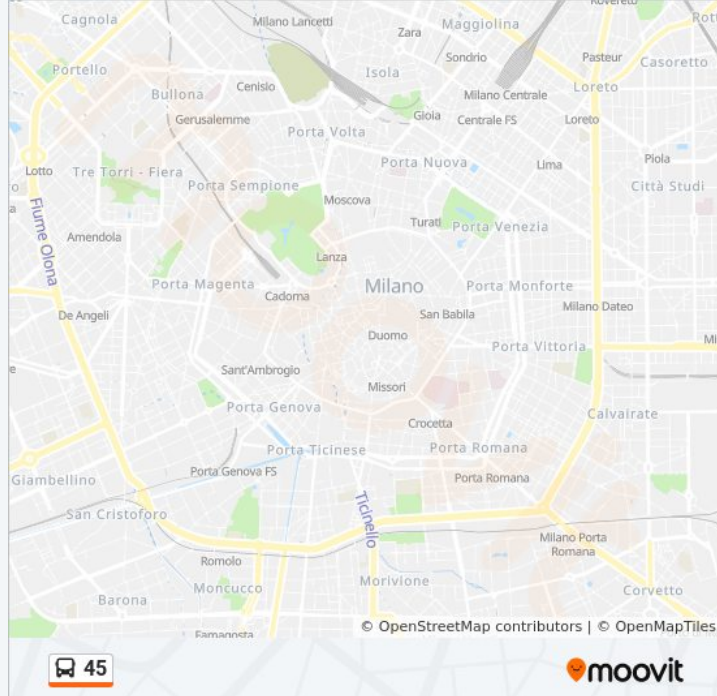 Rovereto
Cagnola
Milano Lancetti
Maggiolina
Zara
Sondrio
Pasteur
Casoretto
Portello
Isola
Cenisio
Bullona
Milano Centrale
Loreto
Gerusalemme
Gioia
Centrale FS
Loreto
Porta Volta
Lotto
Tre Torri - Fiera
Porta Nuova
Lima
Piola
Porta Sempione
Città Studi
Moscova
Turati
Porta Venezia
Fiume Olona
Amendola
Lanza
Porta Magenta
Milano
Porta Monforte
Cadorna
San Babila
Milano Dateo
De Angeli
Duomo
Porta Vittoria
Sant'Ambrogio
Missori
Porta Genova
Crocetta
Calvairate
Porta Ticinese
Porta Romana
Giambellino
Porta Genova FS
Porta Romana
San Cristoforo
Ticinello
Milano Porta
Romana
Romolo
Moncucco
Morivione
Corvetto
Barona
Famagosta
© OpenStreetMap contributors | © OpenMapTiles
45
moovit